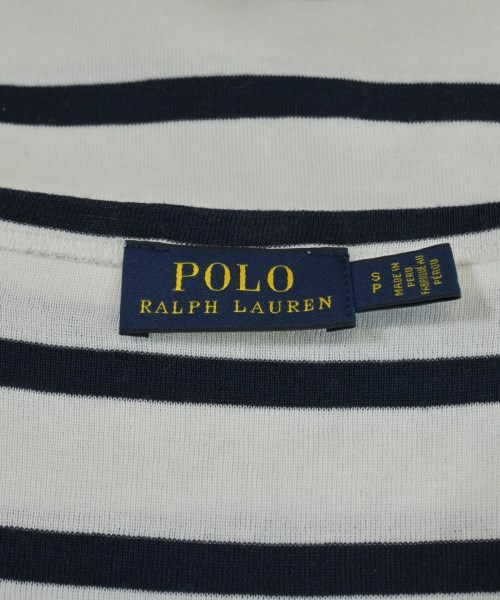 POLO
RALPH LAUREN
S
P
MADE IN
PERU
FABRIQUÉ AU
PÉROU